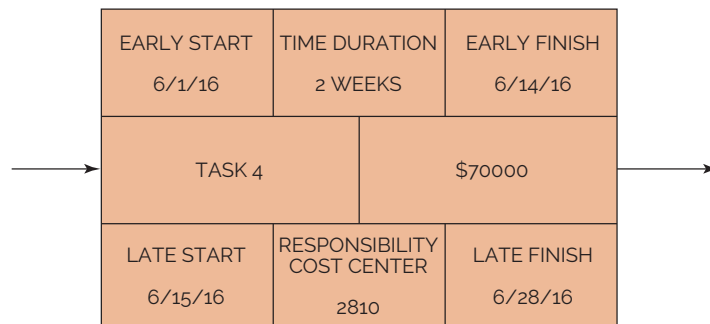 EARLY START
6/1/16
TIME DURATION
2 WEEKS
EARLY FINISH
6/14/16
TASK 4
$70000
LATE START
6/15/16
RESPONSIBILITY
COST CENTER
2810
LATE FINISH
6/28/16